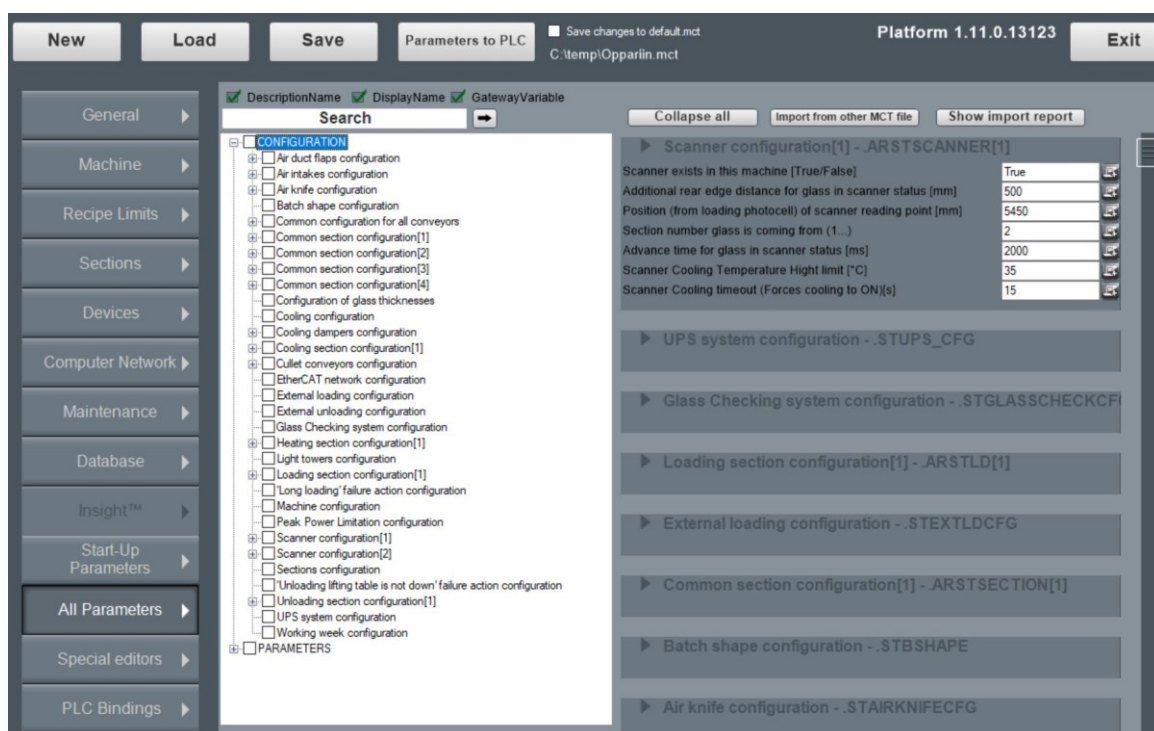 New
Load
Save
Parameters to PLC
Save changes to default.mct
C:\temp\Oppariin.mct
Platform 1.11.0.13123
Exit
General
Machine
Recipe Limits
Sections
Devices
Computer Network
Maintenance
Database
Insight™
Start-Up
Parameters
All Parameters
Special editors
PLC Bindings
DescriptionName DisplayName GatewayVariable
Search
CONFIGURATION
Air duct flaps configuration
Air intakes configuration
Air knife configuration
Batch shape configuration
Common configuration for all conveyors
Common section configuration[1]
Common section configuration[2]
Common section configuration[3]
Common section configuration[4]
Configuration of glass thicknesses
Cooling configuration
Cooling dampers configuration
Cooling section configuration[1]
Cullet conveyors configuration
EtherCAT network configuration
External loading configuration
External unloading configuration
Glass Checking system configuration
Heating section configuration[1]
Light towers configuration
Loading section configuration[1]
'Long loading' failure action configuration
Machine configuration
Peak Power Limitation configuration
Scanner configuration[1]
Scanner configuration[2]
Sections configuration
'Unloading lifting table is not down' failure action configuration
Unloading section configuration[1]
UPS system configuration
Working week configuration
PARAMETERS
Collapse all
Import from other MCT file
Show import report
Scanner configuration[1] - .ARSTSCANNER[1]
Scanner exists in this machine [True/False] True
Additional rear edge distance for glass in scanner status [mm] 500
Position (from loading photocell) of scanner reading point [mm] 5450
Section number glass is coming from (1...) 2
Advance time for glass in scanner status [ms] 2000
Scanner Cooling Temperature Hight limit [°C] 35
Scanner Cooling timeout (Forces cooling to ON)[s] 15
UPS system configuration - .STUPS_CFG
Glass Checking system configuration - .STGLASSCHECKCF
Loading section configuration[1] - .ARSTLD[1]
External loading configuration - .STEXTLDCFG
Common section configuration[1] - .ARSTSECTION[1]
Batch shape configuration - .STBSHAPE
Air knife configuration - .STAIRKNIFECFG